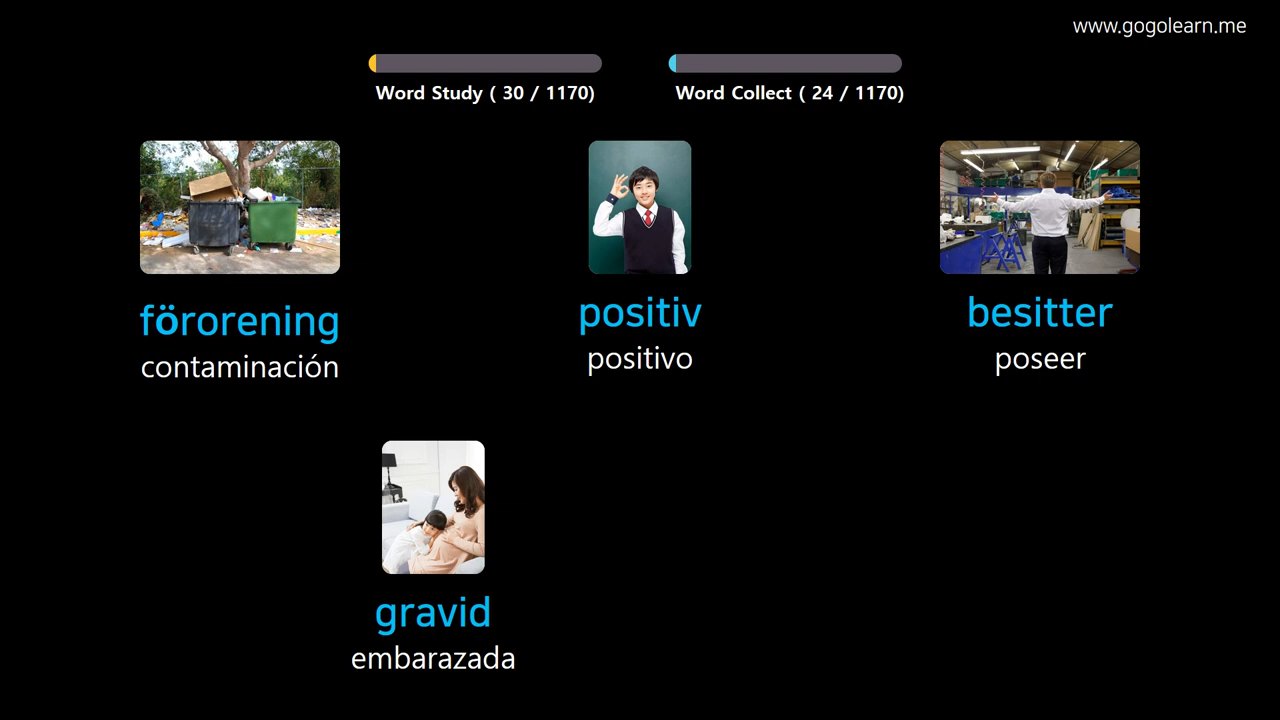 www.gogolearn.me
Word Study ( 30 / 1170)
Word Collect ( 24 / 1170)
förorening
contaminación
positiv
positivo
besitter
poseer
gravid
embarazada